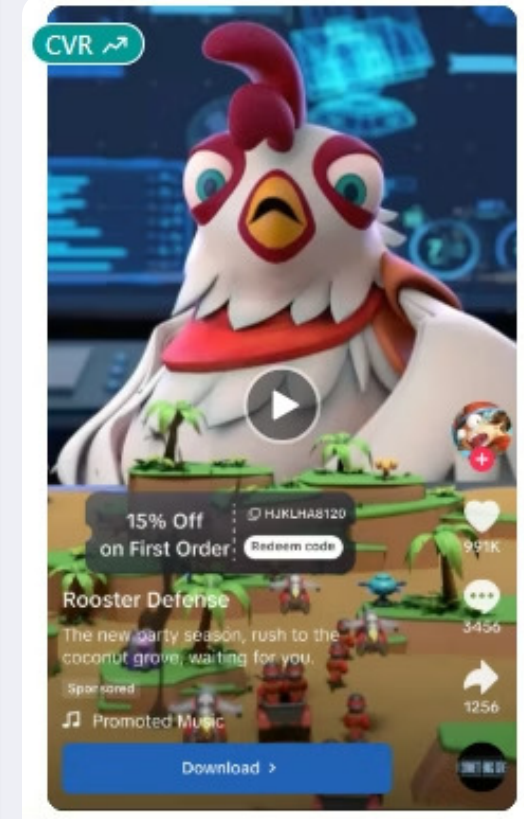 CVR
15% Off
on First Order
HJKLHA8120
Redeem code
991K
Rooster Defense
3456
The new party season, rush to the
coconut grove, waiting for you.
Sponsored
1256
Promoted Music
Download >